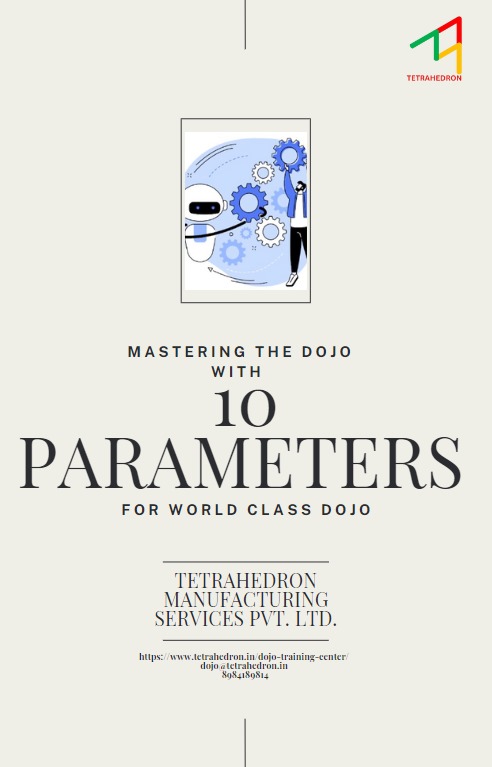 TETRAHEDRON
MASTERING THE DOJO
WITH
10
PARAMETERS
FOR WORLD CLASS DOJO
TETRAHEDRON
MANUFACTURING
SERVICES PVT. LTD.
https://www.tetrahedron.in/dojo-training-center/
dojo@tetrahedron.in
8984189814